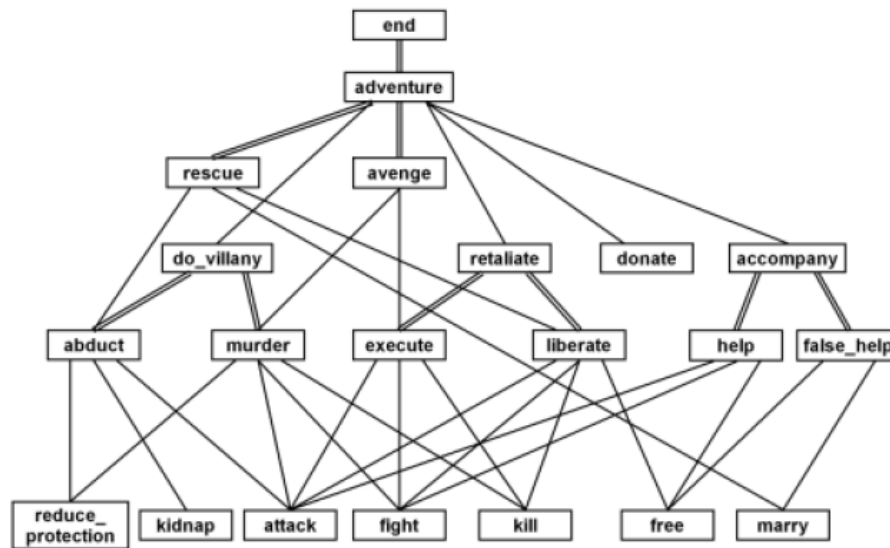 end
adventure
rescue
avenge
do_villany
retaliate
donate
accompany
abduct
murder
execute
liberate
help
false_help
reduce_
protection
kidnap
attack
fight
kill
free
marry